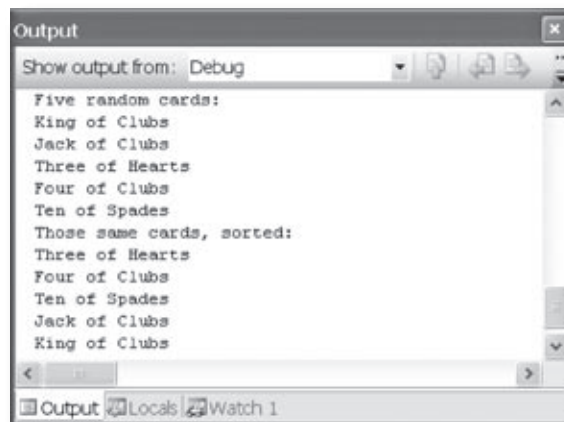 Output
Show output from: Debug
Five random cards:
King of Clubs
Jack of Clubs
Three of Hearts
Four of Clubs
Ten of Spades
Those same cards, sorted:
Three of Hearts
Four of Clubs
Ten of Spades
Jack of Clubs
King of Clubs
Output Locals Watch 1